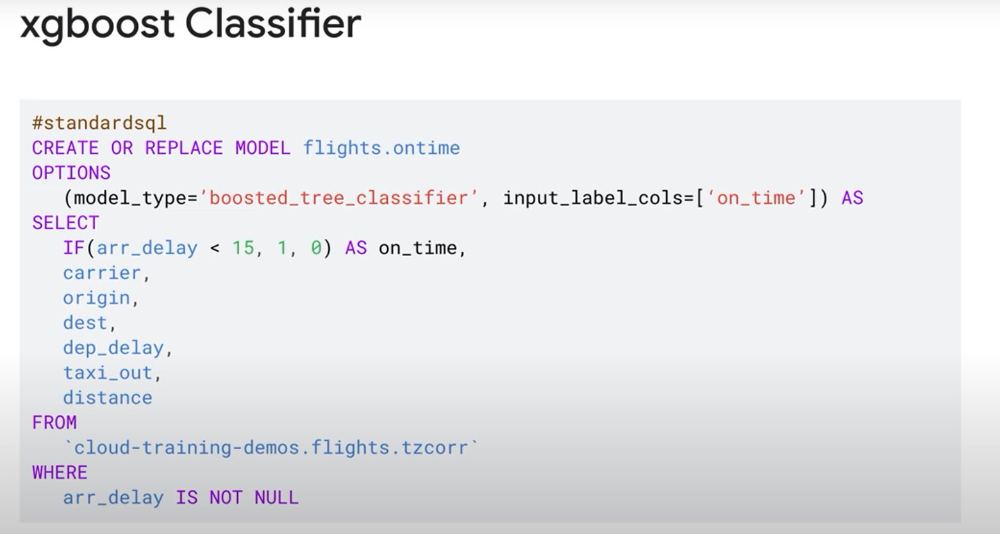 xgboost Classifier
#standardsql
CREATE OR REPLACE MODEL flights.ontime
OPTIONS
(model_type=’boosted_tree_classifier’, input_label_cols=[‘on_time’]) AS
SELECT
IF(arr_delay < 15, 1, 0) AS on_time,
carrier,
origin,
dest,
dep_delay,
taxi_out,
distance
FROM
`cloud-training-demos.flights.tzcorr`
WHERE
arr_delay IS NOT NULL